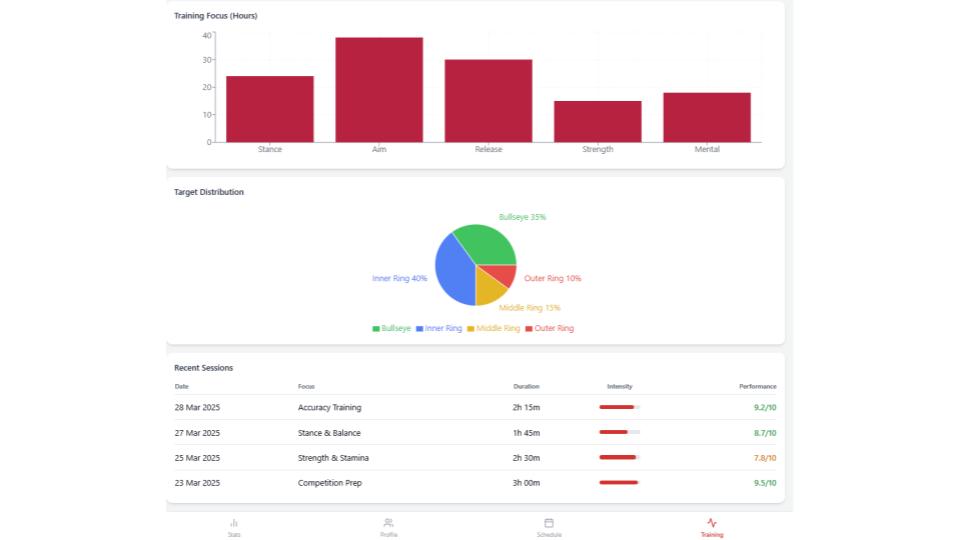 Training Focus (Hours)
40
30
20
10
0
Stance Aim Release Strength Mental
Target Distribution
Bullseye 35%
Inner Ring 40%
Outer Ring 10%
Middle Ring 15%
Bullseye Inner Ring Middle Ring Outer Ring
Recent Sessions
Date Focus Duration Intensity Performance
28 Mar 2025 Accuracy Training 2h 15m 9.2/10
27 Mar 2025 Stance & Balance 1h 45m 8.7/10
25 Mar 2025 Strength & Stamina 2h 30m 7.8/10
23 Mar 2025 Competition Prep 3h 00m 9.5/10
Stats Profile Schedule Training